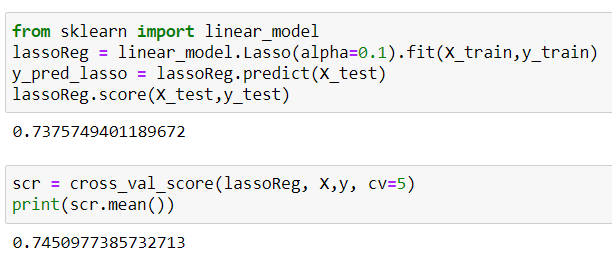 from sklearn import linear_model
lassoReg = linear_model.Lasso(alpha=0.1).fit(X_train,y_train)
y_pred_lasso = lassoReg.predict(X_test)
lassoReg.score(X_test,y_test)
0.7375749401189672
scr = cross_val_score(lassoReg, X,y, cv=5)
print(scr.mean())
0.7450977385732713